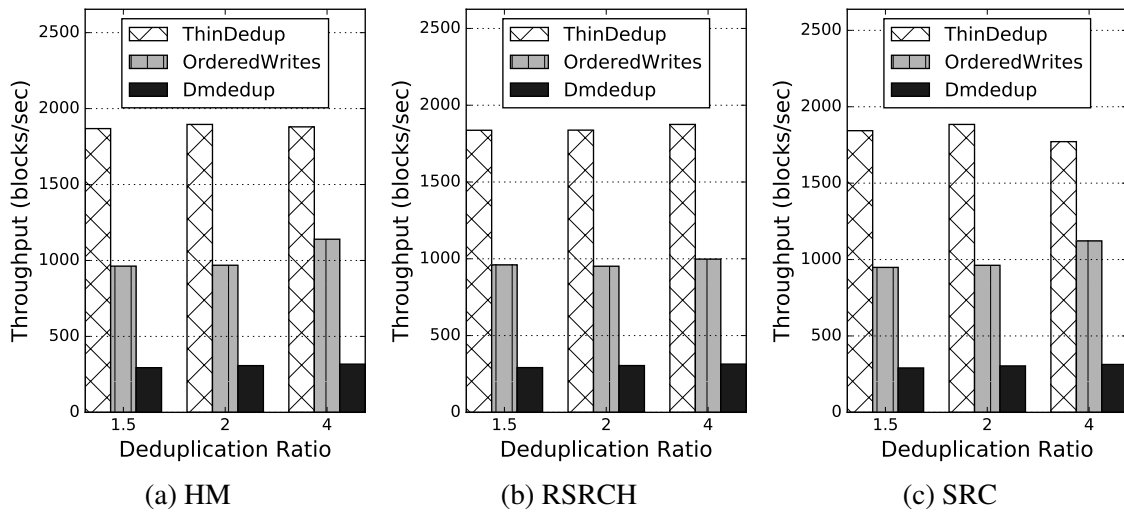 2500
2000
1500
1000
500
0
Throughput (blocks/sec)
ThinDedup
OrderedWrites
Dmdedup
1.5 2 4
Deduplication Ratio
(a) HM
2500
2000
1500
1000
500
0
Throughput (blocks/sec)
ThinDedup
OrderedWrites
Dmdedup
1.5 2 4
Deduplication Ratio
(b) RSRCH
2500
2000
1500
1000
500
0
Throughput (blocks/sec)
ThinDedup
OrderedWrites
Dmdedup
1.5 2 4
Deduplication Ratio
(c) SRC